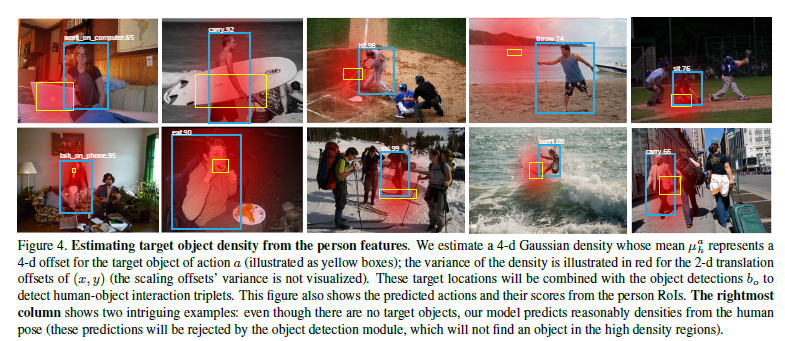 work_on_computer.65
carry.92
hit.98
throw.74
sit.76
talk_on_phone.95
eat.90
ski.99
surf1.00
carry.66
Figure 4. Estimating target object density from the person features. We estimate a 4-d Gaussian density whose mean μₕᵃ represents a
4-d offset for the target object of action a (illustrated as yellow boxes); the variance of the density is illustrated in red for the 2-d translation
offsets of (x, y) (the scaling offsets' variance is not visualized). These target locations will be combined with the object detections bₒ to
detect human-object interaction triplets. This figure also shows the predicted actions and their scores from the person RoIs. The rightmost
column shows two intriguing examples: even though there are no target objects, our model predicts reasonably densities from the human
pose (these predictions will be rejected by the object detection module, which will not find an object in the high density regions).